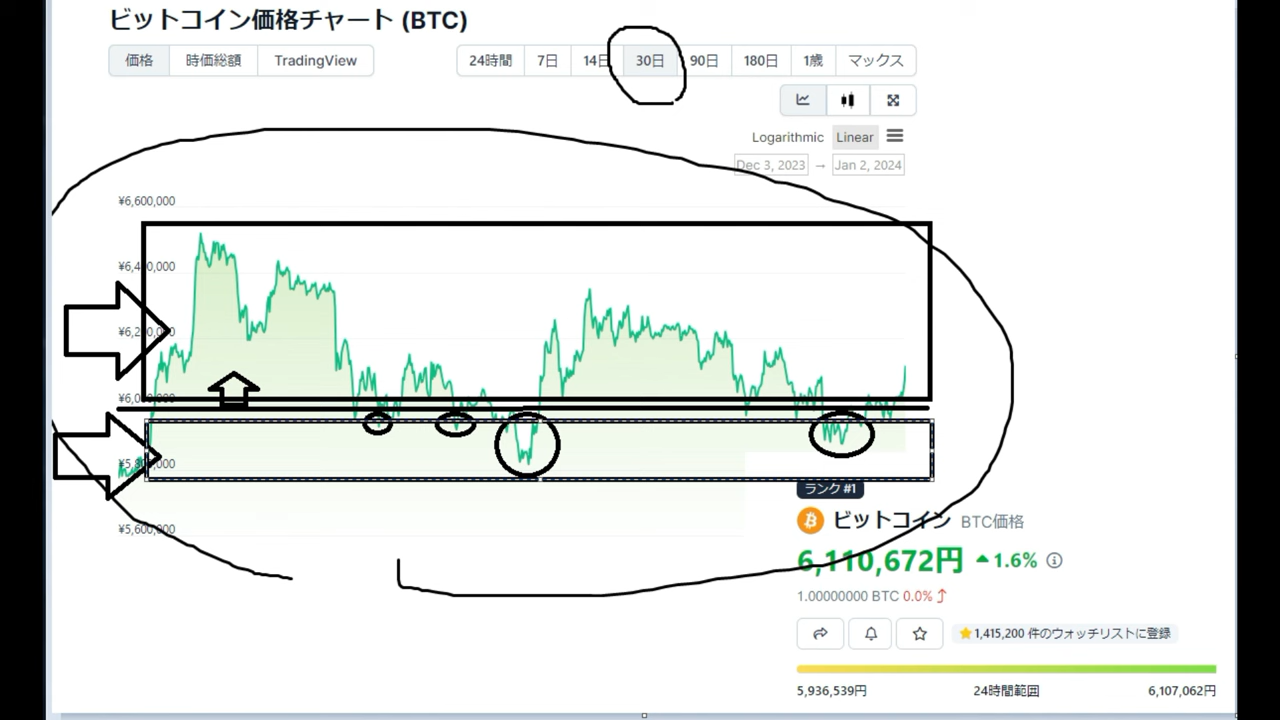 ビットコイン価格チャート (BTC)
価格 時価総額 TradingView 24時間 7日 14日 30日 90日 180日 1歳 マックス
Logarithmic Linear
Dec 3, 2023 → Jan 2, 2024
¥6,600,000
¥6,400,000
¥6,200,000
¥6,000,000
¥5,800,000
¥5,600,000
ランク #1
ビットコイン BTC価格
6,110,672円 1.6%
1.00000000 BTC 0.0%
1,415,200 件のウォッチリストに登録
5,936,539円 24時間範囲 6,107,062円